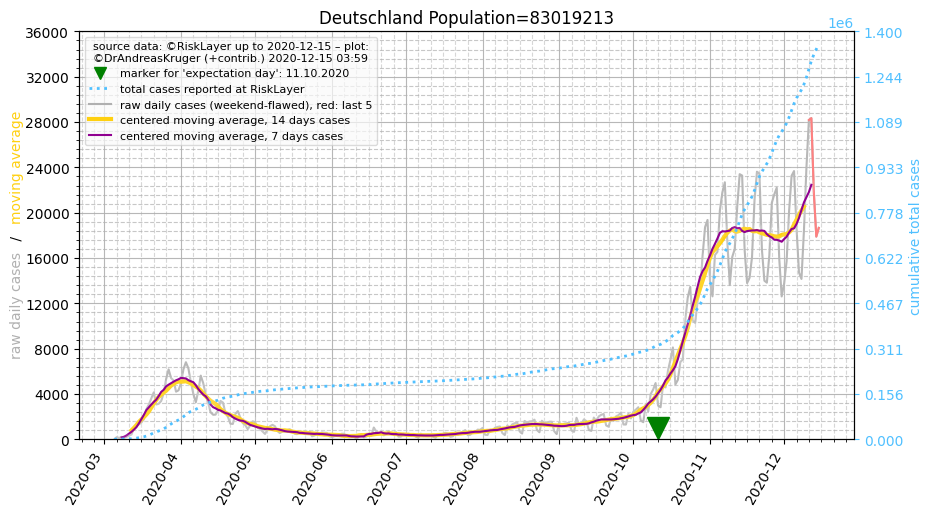 Deutschland Population=83019213
1e6
source data: ©RiskLayer up to 2020-12-15 – plot:
©DrAndreasKruger (+contrib.) 2020-12-15 03:59
marker for 'expectation day': 11.10.2020
total cases reported at RiskLayer
raw daily cases (weekend-flawed), red: last 5
centered moving average, 14 days cases
centered moving average, 7 days cases
raw daily cases / moving average
36000
32000
28000
24000
20000
16000
12000
8000
4000
0
1.400
1.244
1.089
0.933
0.778
0.622
0.467
0.311
0.156
0.000
cumulative total cases
2020-03
2020-04
2020-05
2020-06
2020-07
2020-08
2020-09
2020-10
2020-11
2020-12